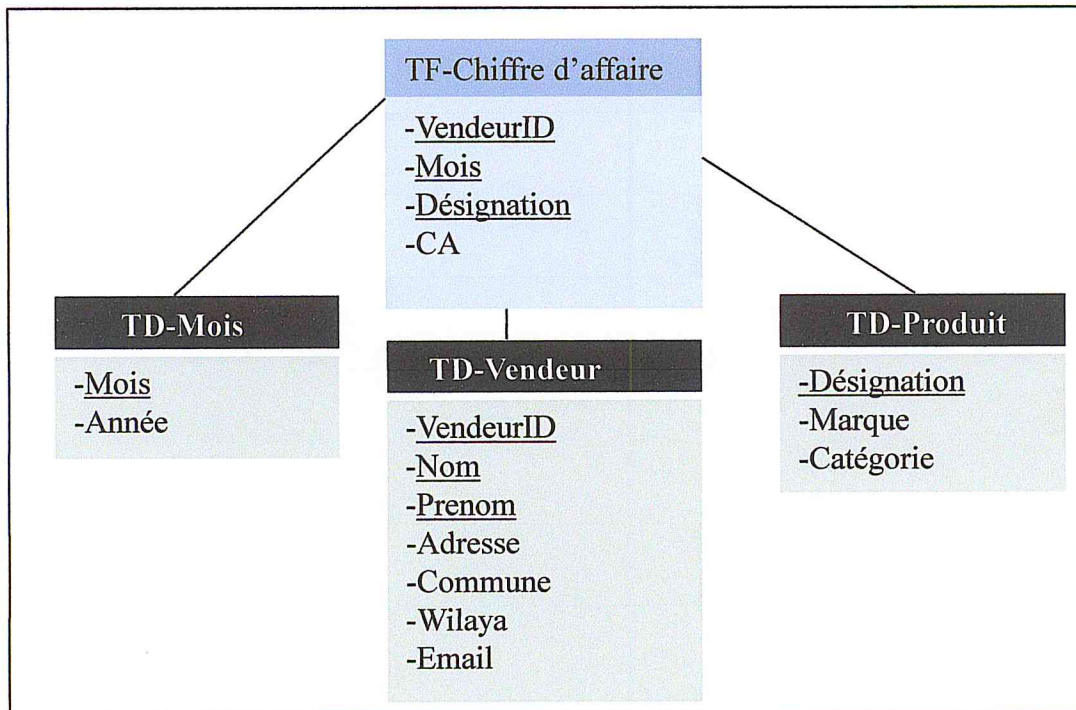 TF-Chiffre d'affaire
-VendeurID
-Mois
-Désignation
-CA
TD-Mois
-Mois
-Année
TD-Vendeur
-VendeurID
-Nom
-Prenom
-Adresse
-Commune
-Wilaya
-Email
TD-Produit
-Désignation
-Marque
-Catégorie